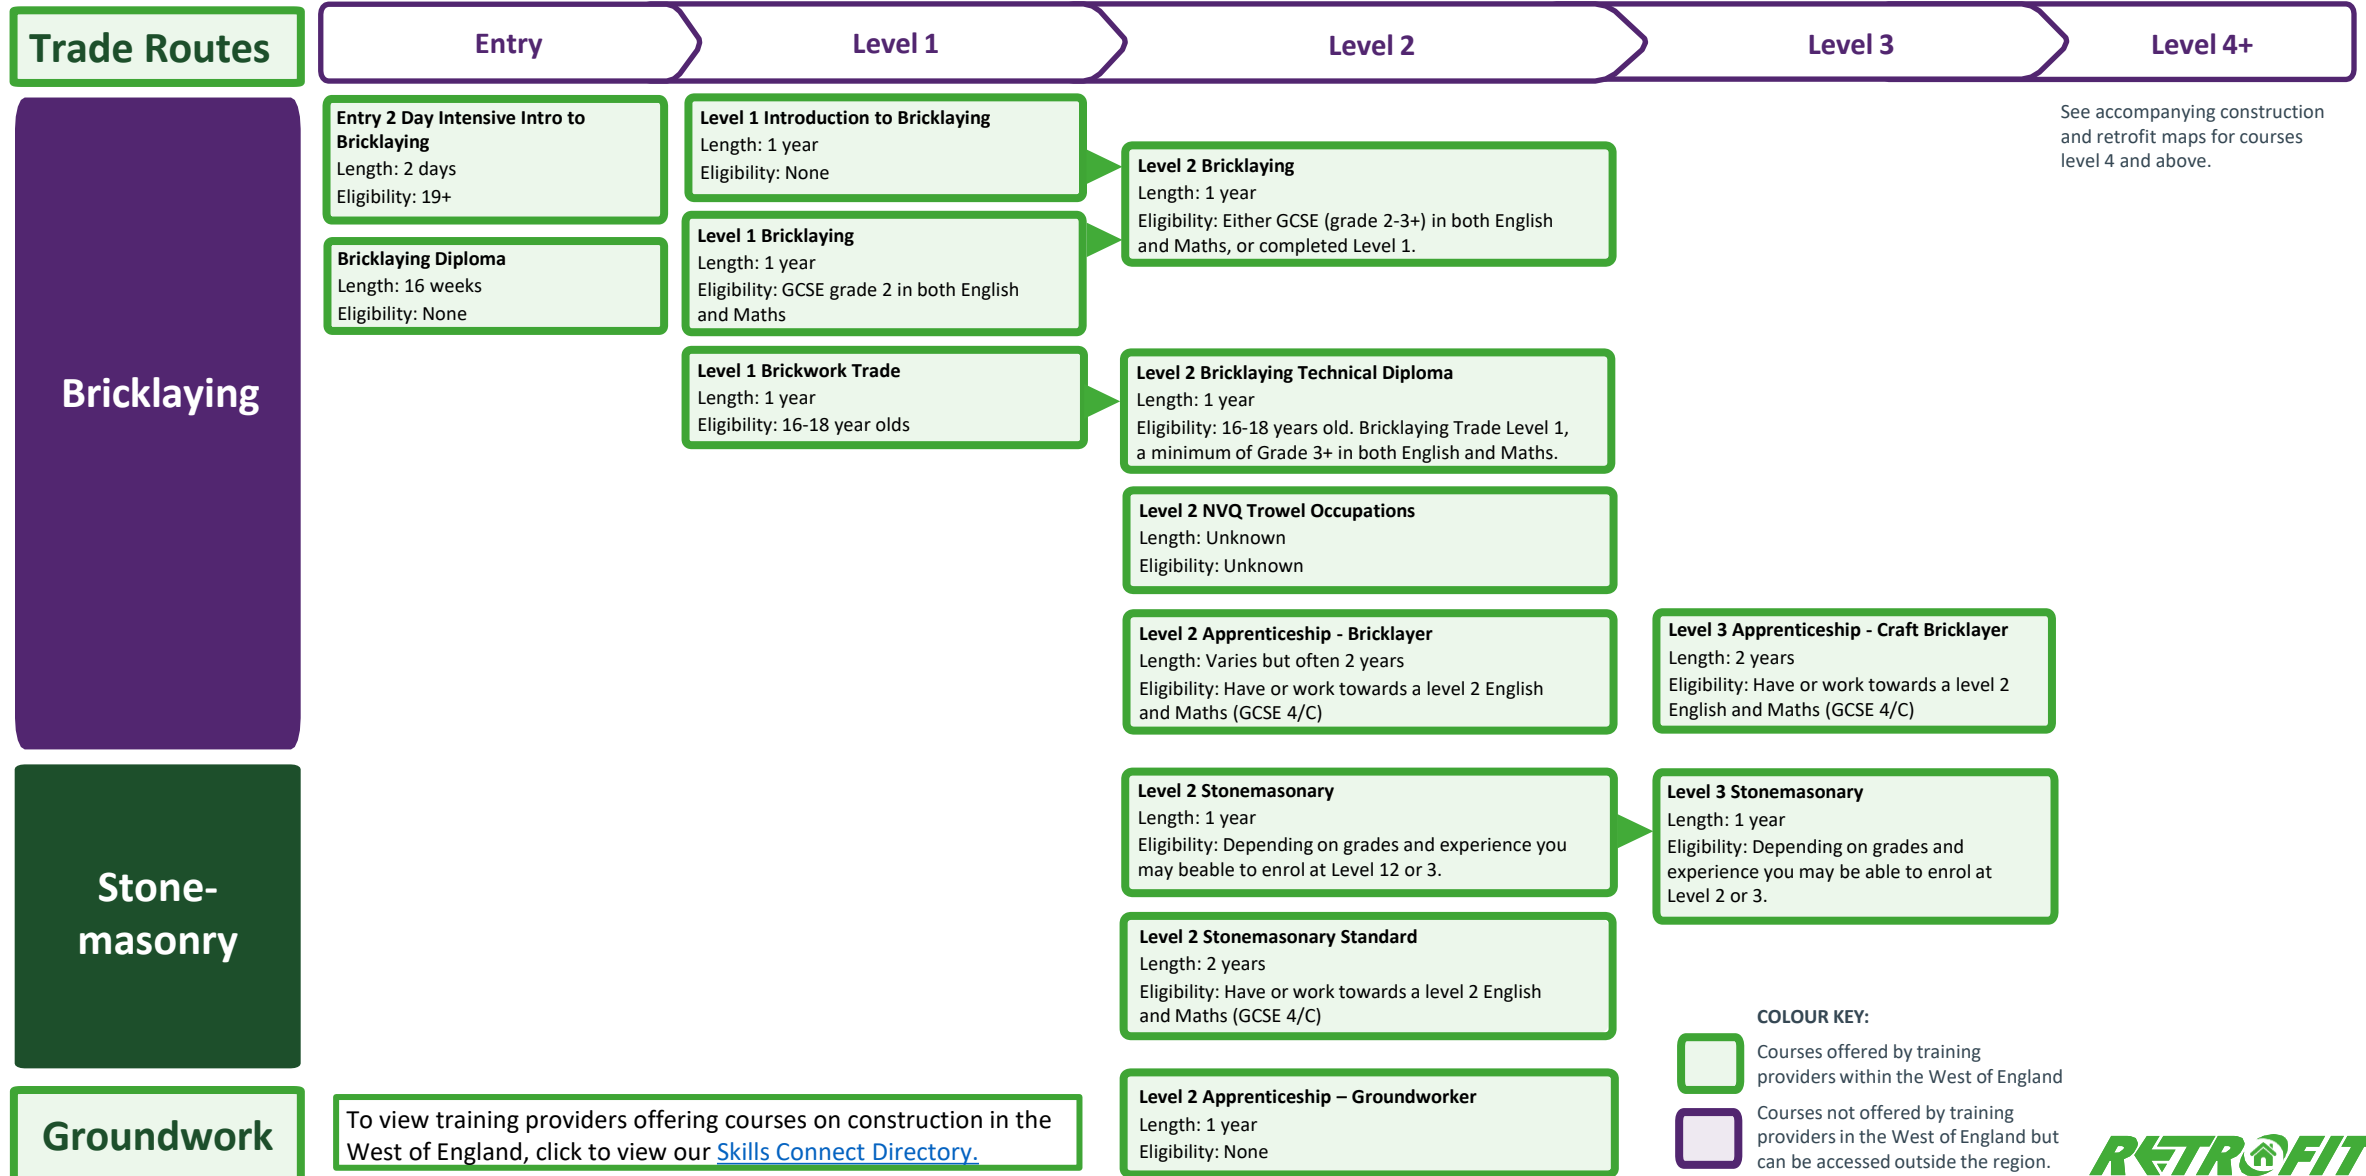 Trade Routes
Entry
Level 1
Level 2
Level 3
Level 4+
Bricklaying
Entry 2 Day Intensive Intro to
Bricklaying
Length: 2 days
Eligibility: 19+
Bricklaying Diploma
Length: 16 weeks
Eligibility: None
Level 1 Introduction to Bricklaying
Length: 1 year
Eligibility: None
Level 1 Bricklaying
Length: 1 year
Eligibility: GCSE grade 2 in both English
and Maths
Level 1 Brickwork Trade
Length: 1 year
Eligibility: 16-18 year olds
Level 2 Bricklaying
Length: 1 year
Eligibility: Either GCSE (grade 2-3+) in both English
and Maths, or completed Level 1.
Level 2 Bricklaying Technical Diploma
Length: 1 year
Eligibility: 16-18 years old. Bricklaying Trade Level 1,
a minimum of Grade 3+ in both English and Maths.
Level 2 NVQ Trowel Occupations
Length: Unknown
Eligibility: Unknown
Level 2 Apprenticeship - Bricklayer
Length: Varies but often 2 years
Eligibility: Have or work towards a level 2 English
and Maths (GCSE 4/C)
Level 3 Apprenticeship - Craft Bricklayer
Length: 2 years
Eligibility: Have or work towards a level 2
English and Maths (GCSE 4/C)
See accompanying construction
and retrofit maps for courses
level 4 and above.
Stone-
masonry
Level 2 Stonemasonary
Length: 1 year
Eligibility: Depending on grades and experience you
may beable to enrol at Level 12 or 3.
Level 3 Stonemasonary
Length: 1 year
Eligibility: Depending on grades and
experience you may be able to enrol at
Level 2 or 3.
Level 2 Stonemasonary Standard
Length: 2 years
Eligibility: Have or work towards a level 2 English
and Maths (GCSE 4/C)
Groundwork
To view training providers offering courses on construction in the
West of England, click to view our Skills Connect Directory.
Level 2 Apprenticeship – Groundworker
Length: 1 year
Eligibility: None
COLOUR KEY:
Courses offered by training
providers within the West of England
Courses not offered by training
providers in the West of England but
can be accessed outside the region.
RETROFIT